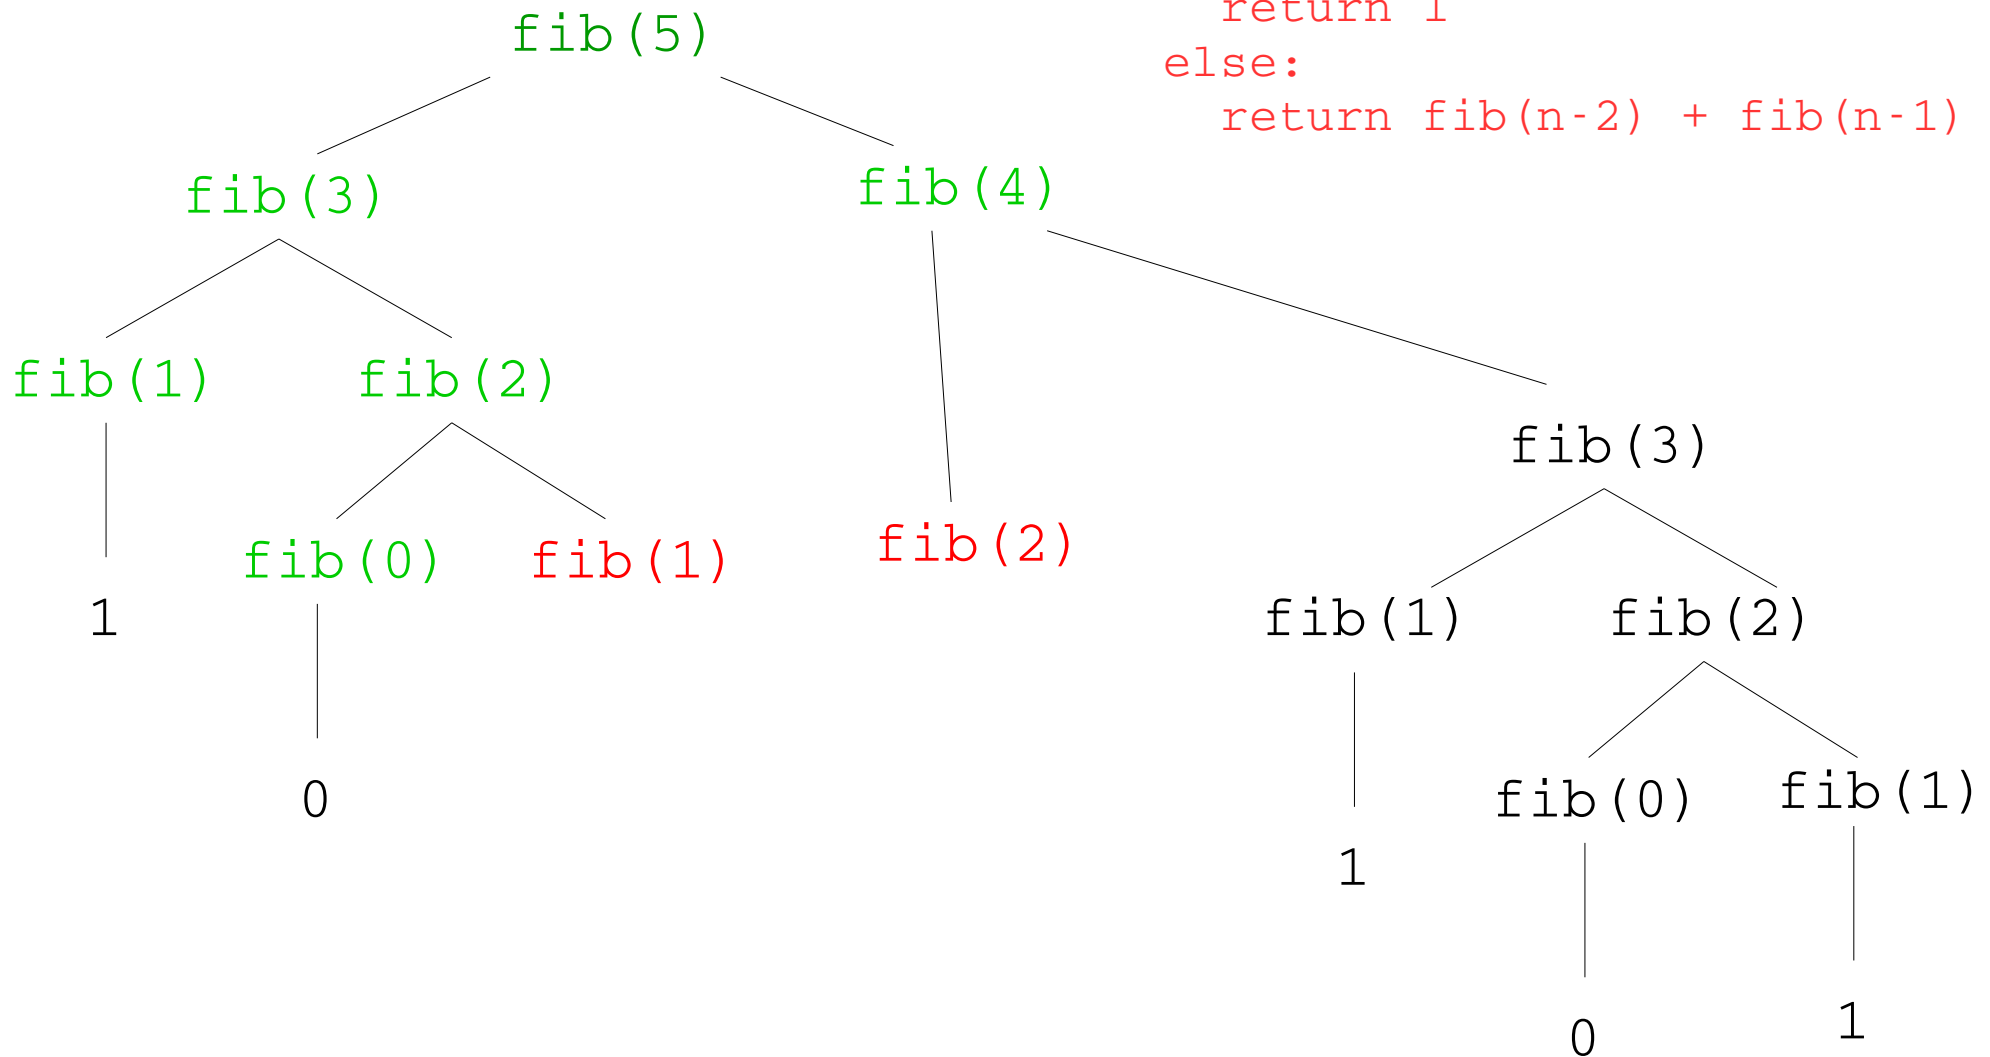 return 1
fib(5)
else:
return fib(n-2) + fib(n-1)
fib(3)
fib(4)
fib(1)
fib(2)
fib(3)
fib(0)
fib(1)
fib(2)
1
fib(1)
fib(2)
0
fib(0)
fib(1)
1
0
1